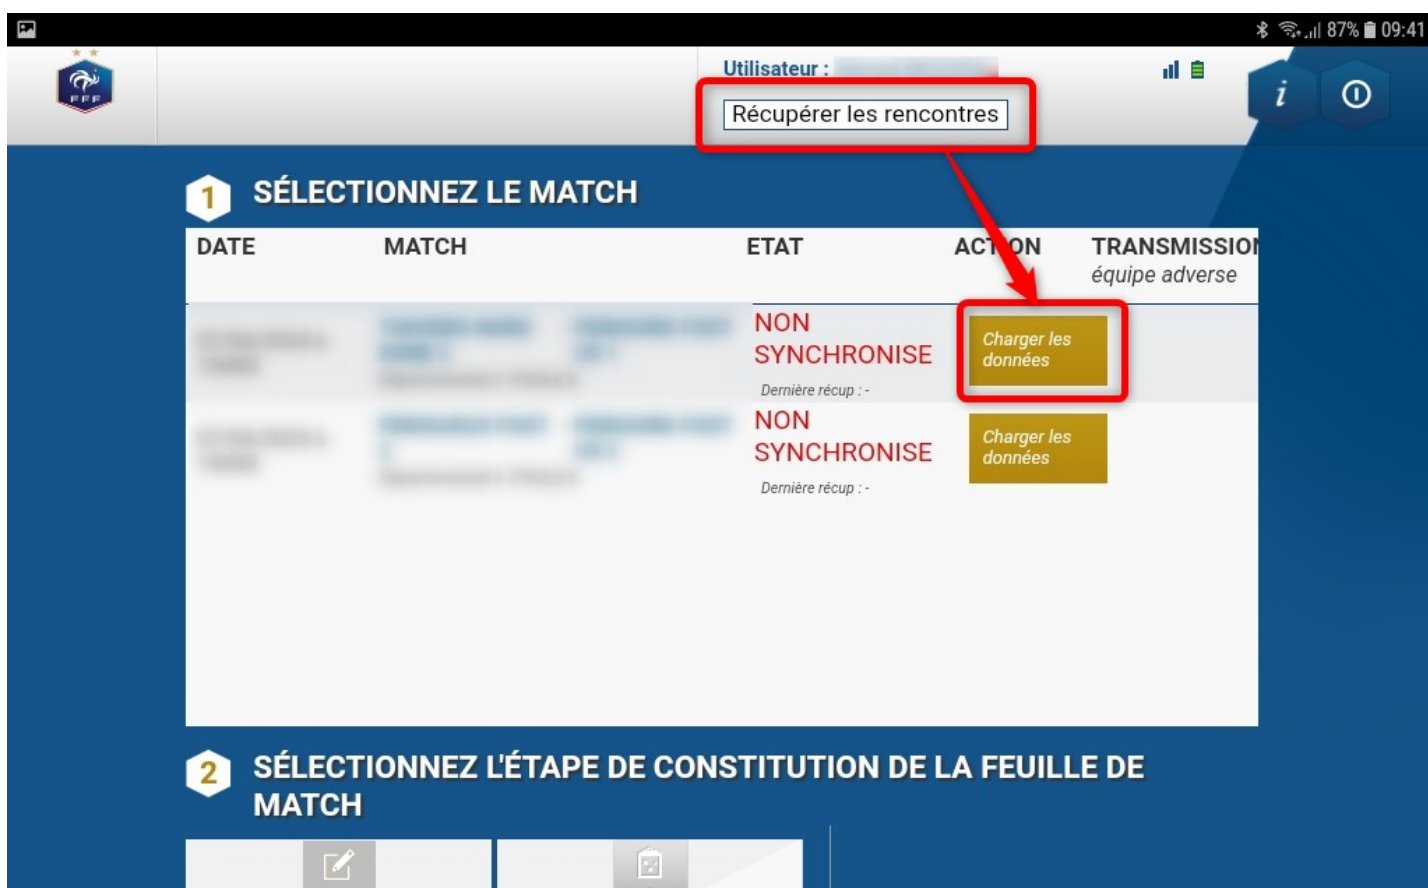 87% 09:41
FFF
Utilisateur :
Récupérer les rencontres
i
1 SÉLECTIONNEZ LE MATCH
DATE MATCH ETAT ACTION TRANSMISSION
équipe adverse
NON
SYNCHRONISE
Dernière récup : -
Charger les
données
NON
SYNCHRONISE
Dernière récup : -
Charger les
données
2 SÉLECTIONNEZ L'ÉTAPE DE CONSTITUTION DE LA FEUILLE DE
MATCH